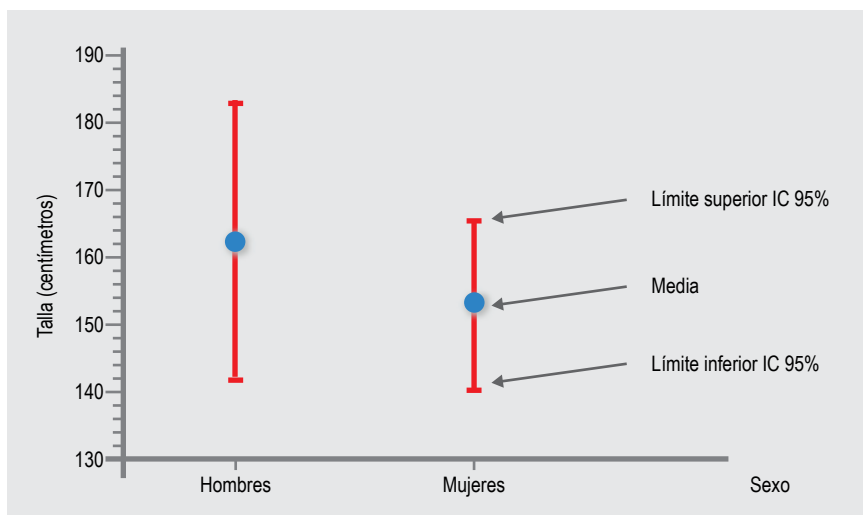 190
180
170
160
150
140
130
Talla (centímetros)
Límite superior IC 95%
Media
Límite inferior IC 95%
Hombres
Mujeres
Sexo